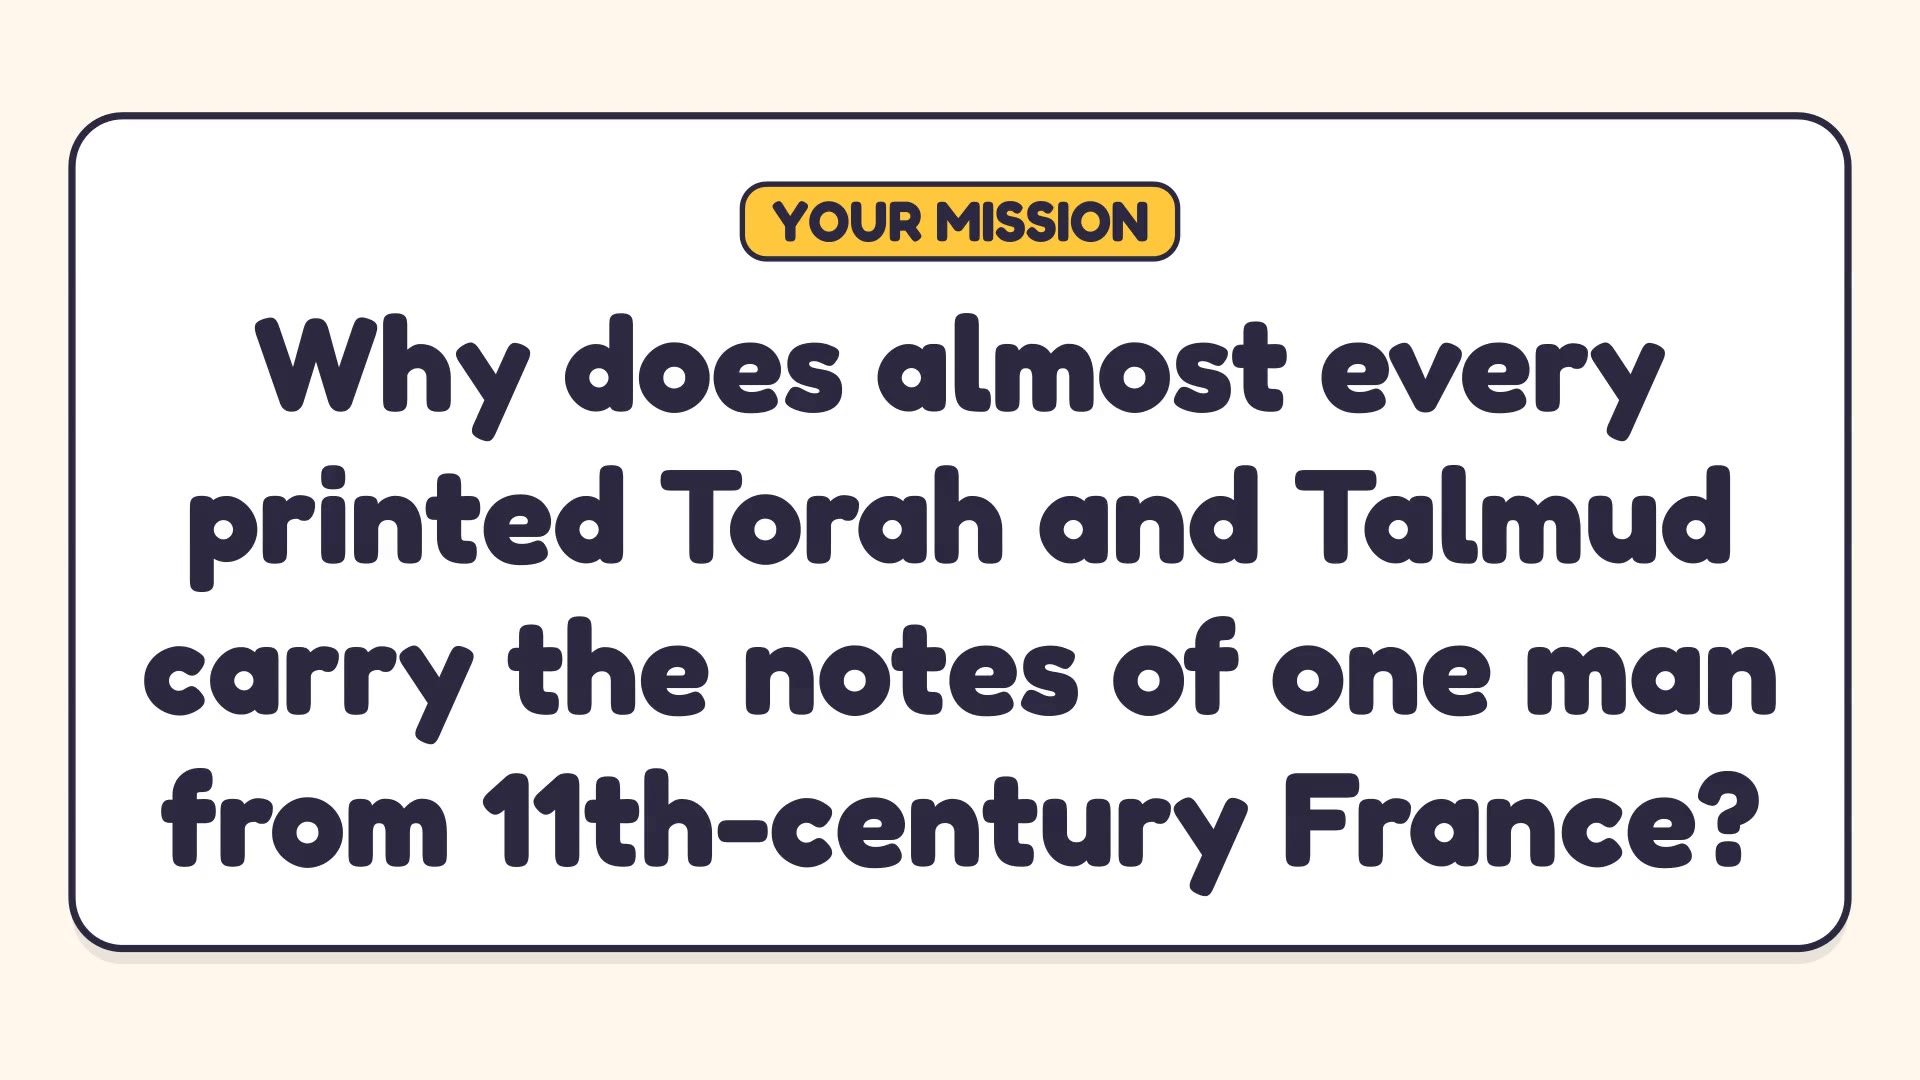 YOUR MISSION
Why does almost every
printed Torah and Talmud
carry the notes of one man
from 11th-century France?